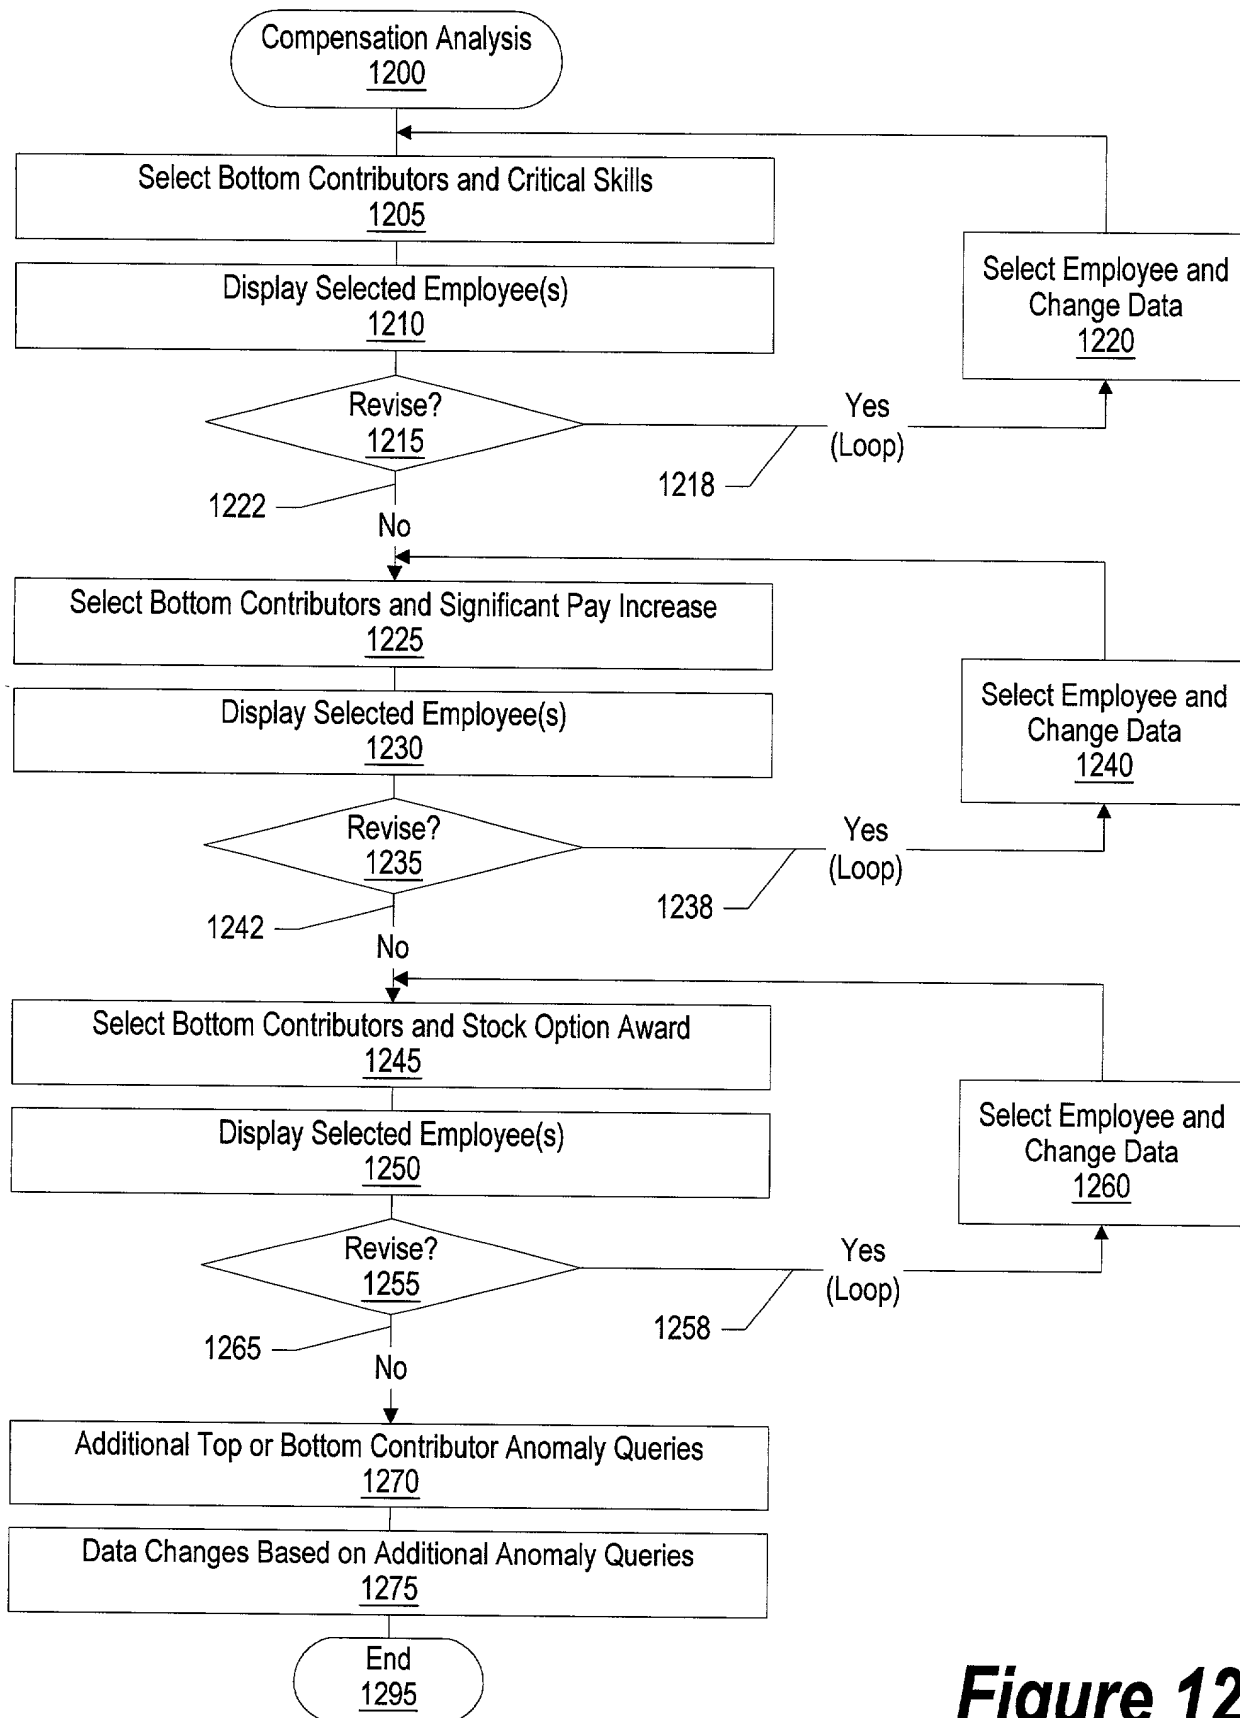 Compensation Analysis
1200
Select Bottom Contributors and Critical Skills
1205
Display Selected Employee(s)
1210
Select Employee and
Change Data
1220
Revise?
1215
Yes
(Loop)
1218
1222
No
Select Bottom Contributors and Significant Pay Increase
1225
Display Selected Employee(s)
1230
Select Employee and
Change Data
1240
Revise?
1235
Yes
(Loop)
1238
1242
No
Select Bottom Contributors and Stock Option Award
1245
Display Selected Employee(s)
1250
Select Employee and
Change Data
1260
Revise?
1255
Yes
(Loop)
1258
1265
No
Additional Top or Bottom Contributor Anomaly Queries
1270
Data Changes Based on Additional Anomaly Queries
1275
End
1295
Figure 12